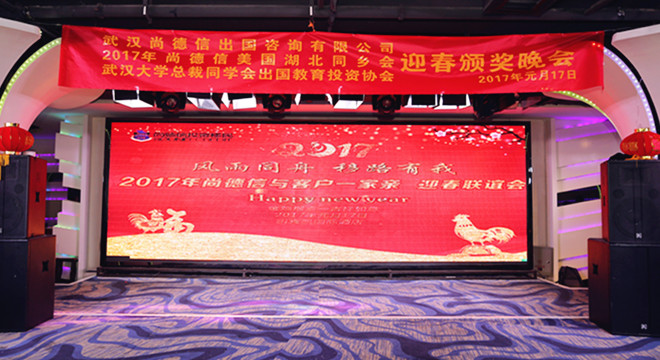 武汉尚德信出国咨询有限公司
2017年 尚德信美国湖北同乡会
武汉大学总裁同学会出国教育投资协会
迎春颁奖晚会
2017年元月17日
2017
风雨同舟 移路有我
2017年尚德信与客户一家亲 迎春联谊会
Happy new year